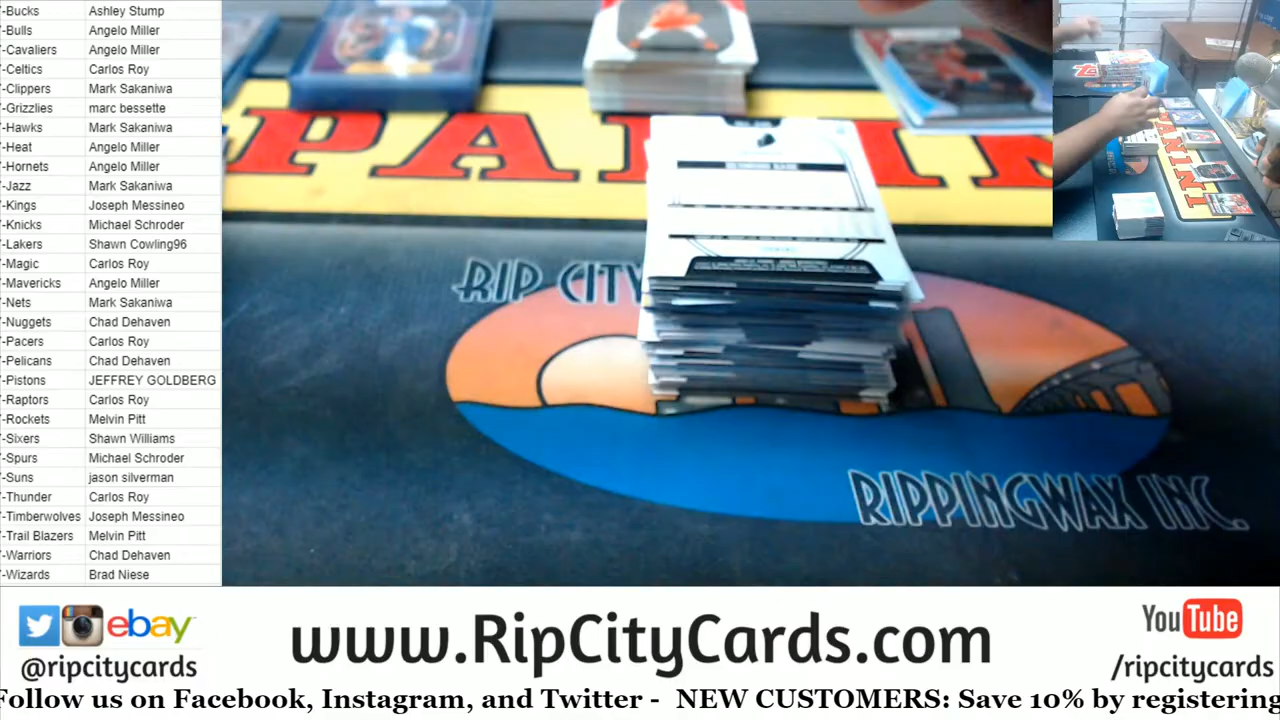 -Bucks Ashley Stump
-Bulls Angelo Miller
-Cavaliers Angelo Miller
-Celtics Carlos Roy
-Clippers Mark Sakaniwa
-Grizzlies marc bessette
-Hawks Mark Sakaniwa
-Heat Angelo Miller
-Hornets Angelo Miller
-Jazz Mark Sakaniwa
-Kings Joseph Messineo
-Knicks Michael Schroder
-Lakers Shawn Cowling96
-Magic Carlos Roy
-Mavericks Angelo Miller
-Nets Mark Sakaniwa
-Nuggets Chad Dehaven
-Pacers Carlos Roy
-Pelicans Chad Dehaven
-Pistons JEFFREY GOLDBERG
-Raptors Carlos Roy
-Rockets Melvin Pitt
-Sixers Shawn Williams
-Spurs Michael Schroder
-Suns jason silverman
-Thunder Carlos Roy
-Timberwolves Joseph Messineo
-Trail Blazers Melvin Pitt
-Warriors Chad Dehaven
-Wizards Brad Niese
PANINI
RIP CITY
RIPPINGWAX INC.
ebay
@ripcitycards
www.RipCityCards.com
YouTube
/ripcitycards
Follow us on Facebook, Instagram, and Twitter - NEW CUSTOMERS: Save 10% by registering